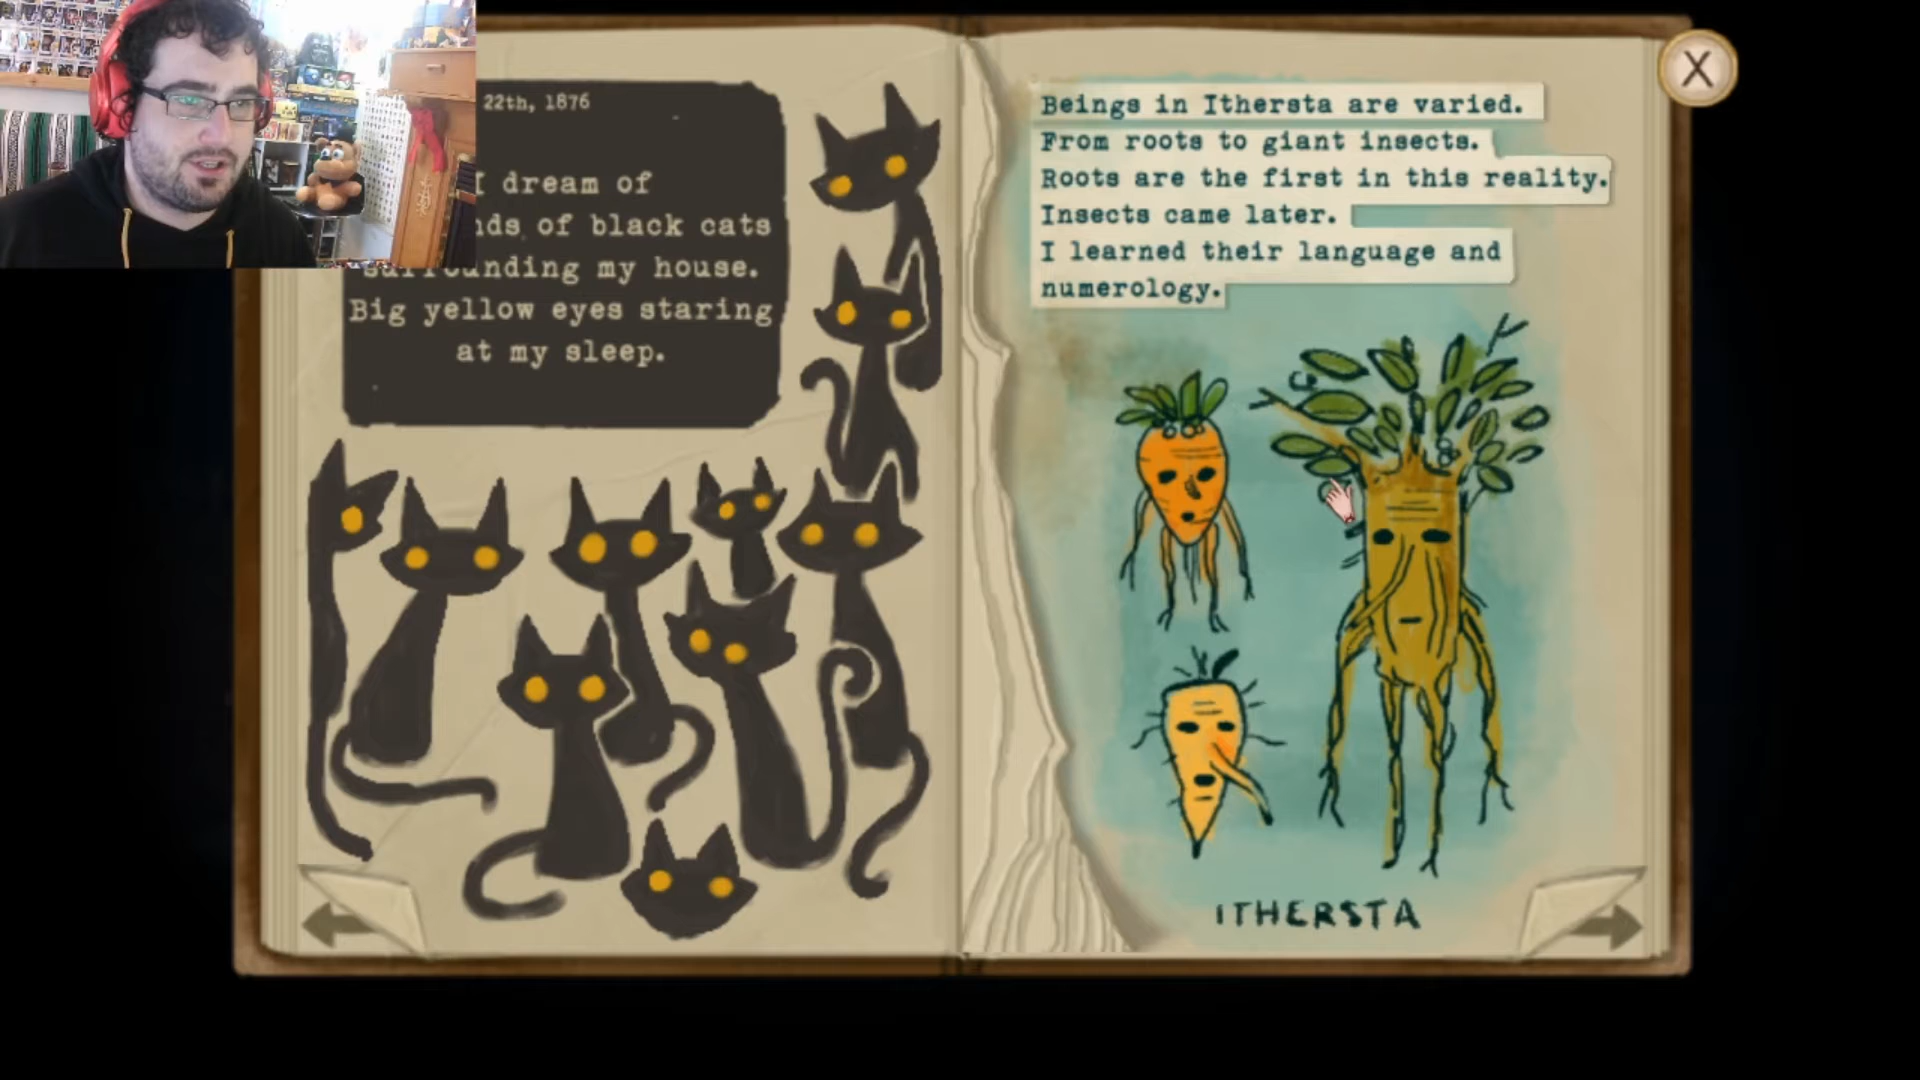 22th, 1876
I dream of
of black cats
surrounding my house.
Big yellow eyes staring
at my sleep.
Beings in Ithersta are varied.
From roots to giant insects.
Roots are the first in this reality.
Insects came later.
I learned their language and
numerology.
ITHERSTA
X